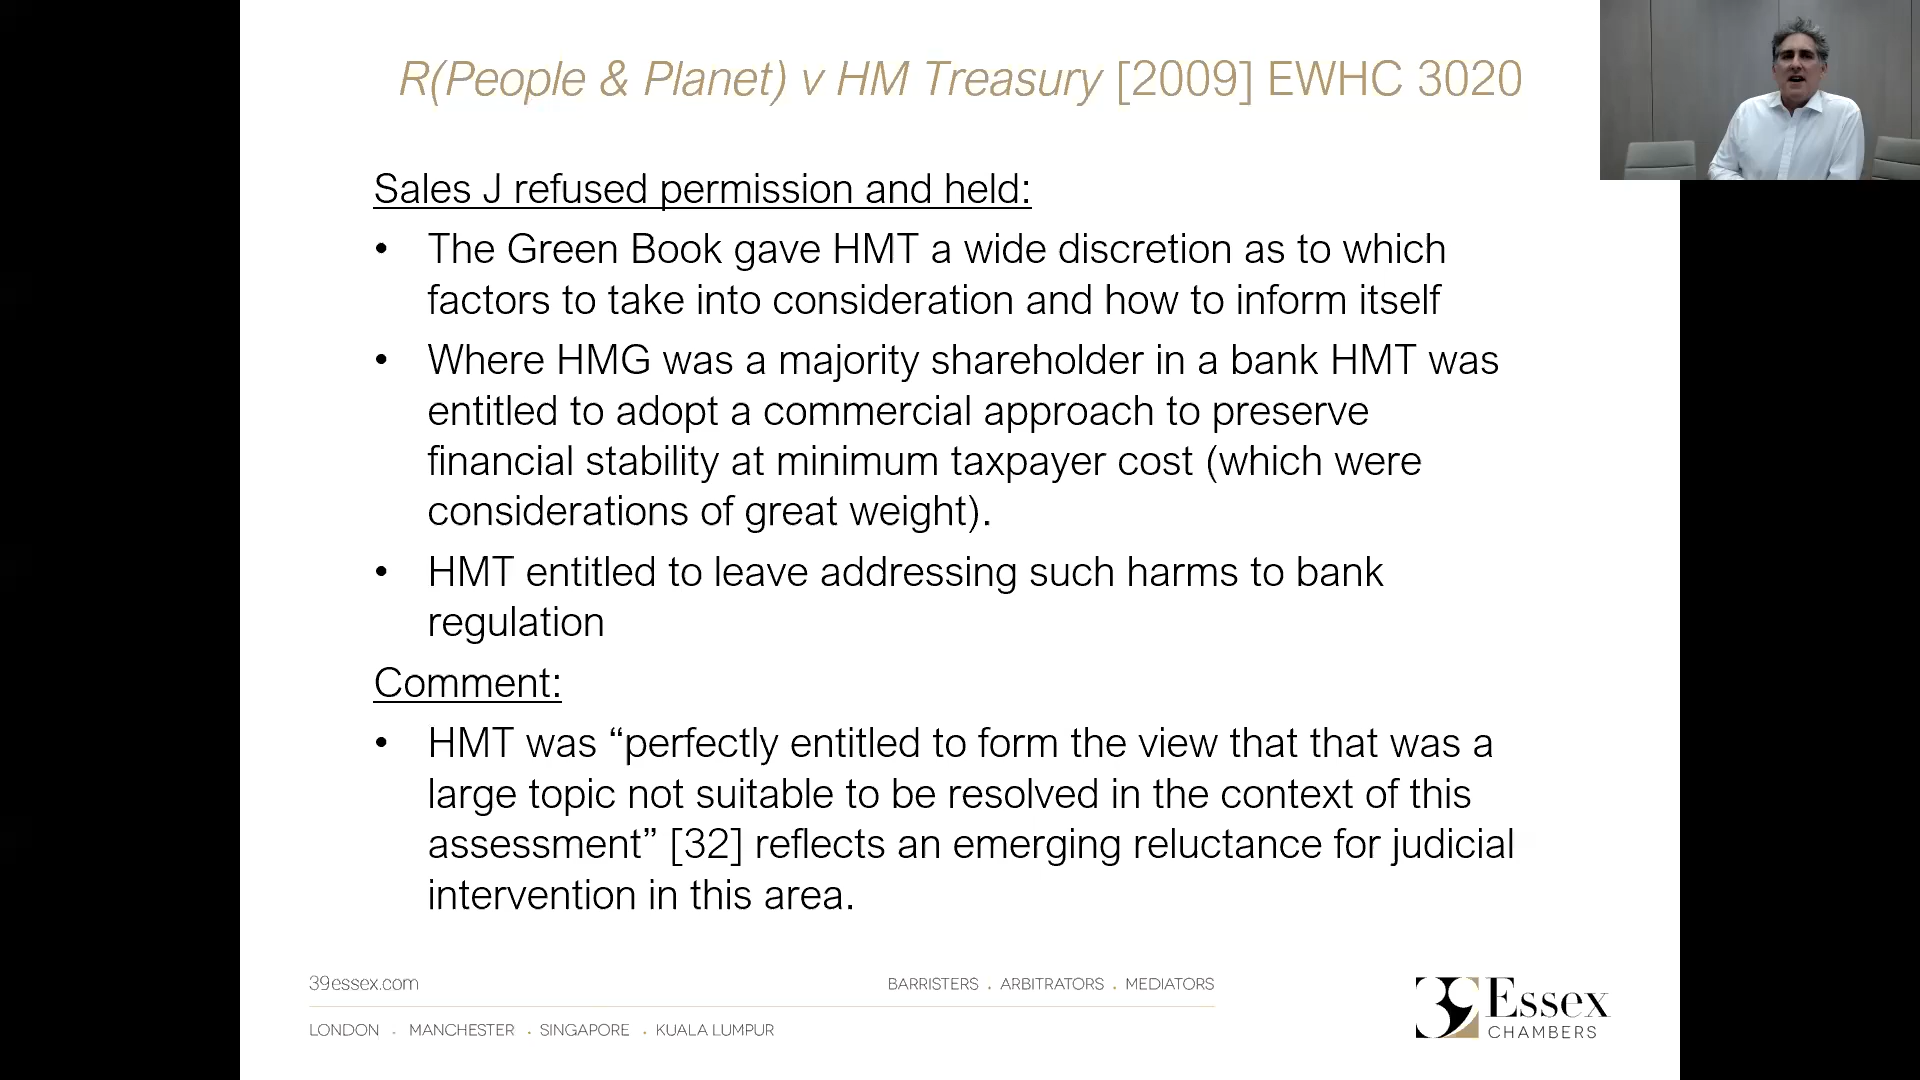 R(People & Planet) v HM Treasury [2009] EWHC 3020
Sales J refused permission and held:
• The Green Book gave HMT a wide discretion as to which
factors to take into consideration and how to inform itself
• Where HMG was a majority shareholder in a bank HMT was
entitled to adopt a commercial approach to preserve
financial stability at minimum taxpayer cost (which were
considerations of great weight).
• HMT entitled to leave addressing such harms to bank
regulation
Comment:
• HMT was “perfectly entitled to form the view that that was a
large topic not suitable to be resolved in the context of this
assessment” [32] reflects an emerging reluctance for judicial
intervention in this area.
39essex.com
BARRISTERS . ARBITRATORS . MEDIATORS
LONDON . MANCHESTER . SINGAPORE . KUALA LUMPUR
39 Essex
CHAMBERS